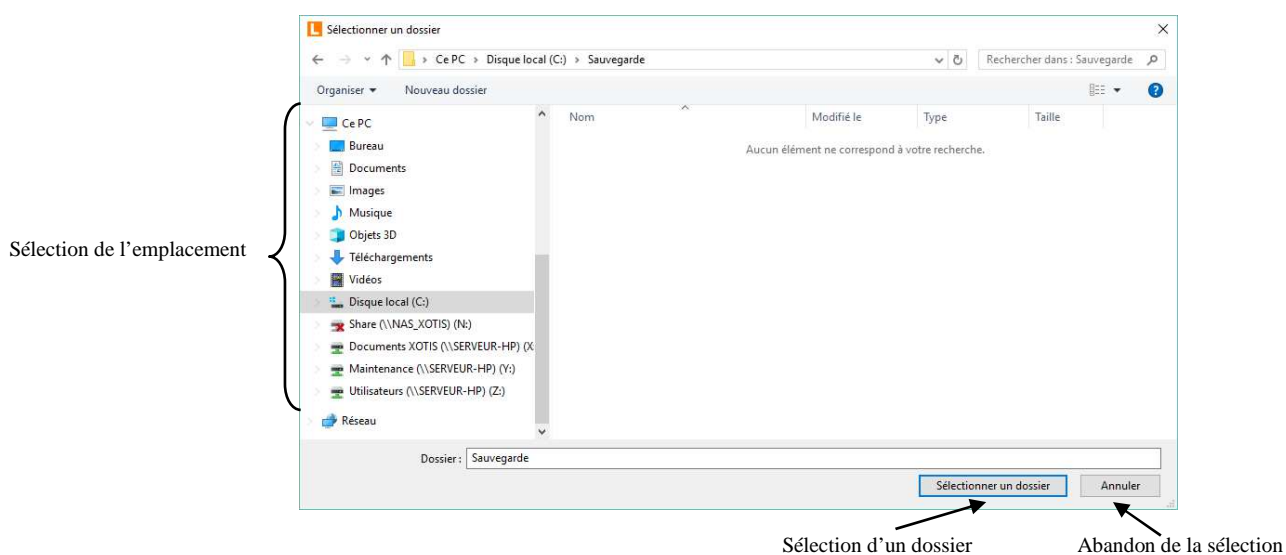 Sélectionner un dossier
Ce PC > Disque local (C:) > Sauvegarde
Rechercher dans : Sauvegarde
Organiser
Nouveau dossier
Nom
Modifié le
Type
Taille
Aucun élément ne correspond à votre recherche.
Ce PC
Bureau
Documents
Images
Musique
Objets 3D
Téléchargements
Vidéos
Disque local (C:)
Share (\\NAS_XOTIS) (N:)
Documents XOTIS (\\SERVEUR-HP) (X
Maintenance (\\SERVEUR-HP) (Y:)
Utilisateurs (\\SERVEUR-HP) (Z:)
Réseau
Sélection de l’emplacement
Dossier : Sauvegarde
Sélectionner un dossier
Annuler
Sélection d’un dossier
Abandon de la sélection